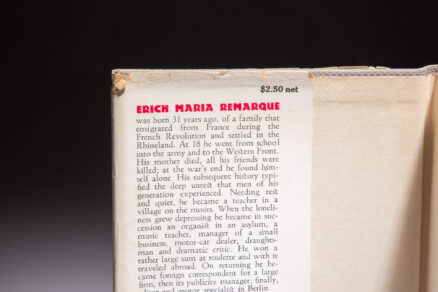 $2.50 net
ERICH MARIA REMARQUE
was born 31 years ago, of a family that
emigrated from France during the
French Revolution and settled in the
Rhineland. At 18 he went from school
into the army and to the Western Front.
His mother died, all his friends were
killed; at the war's end he found him-
self alone. His subsequent history typi-
fied the deep unrest that men of his
generation experienced. Needing rest
and quiet, he became a teacher in a
village on the moors. When the loneli-
ness grew depressing he became in suc-
cession an organist in an asylum, a
music teacher, manager of a small
business, motor-car dealer, draughts-
man and dramatic critic. He won a
rather large sum at roulette and with it
traveled abroad. On returning he be-
came foreign correspondent for a large
firm, then its publicity manager; finally,
and motor specialist in Berlin.